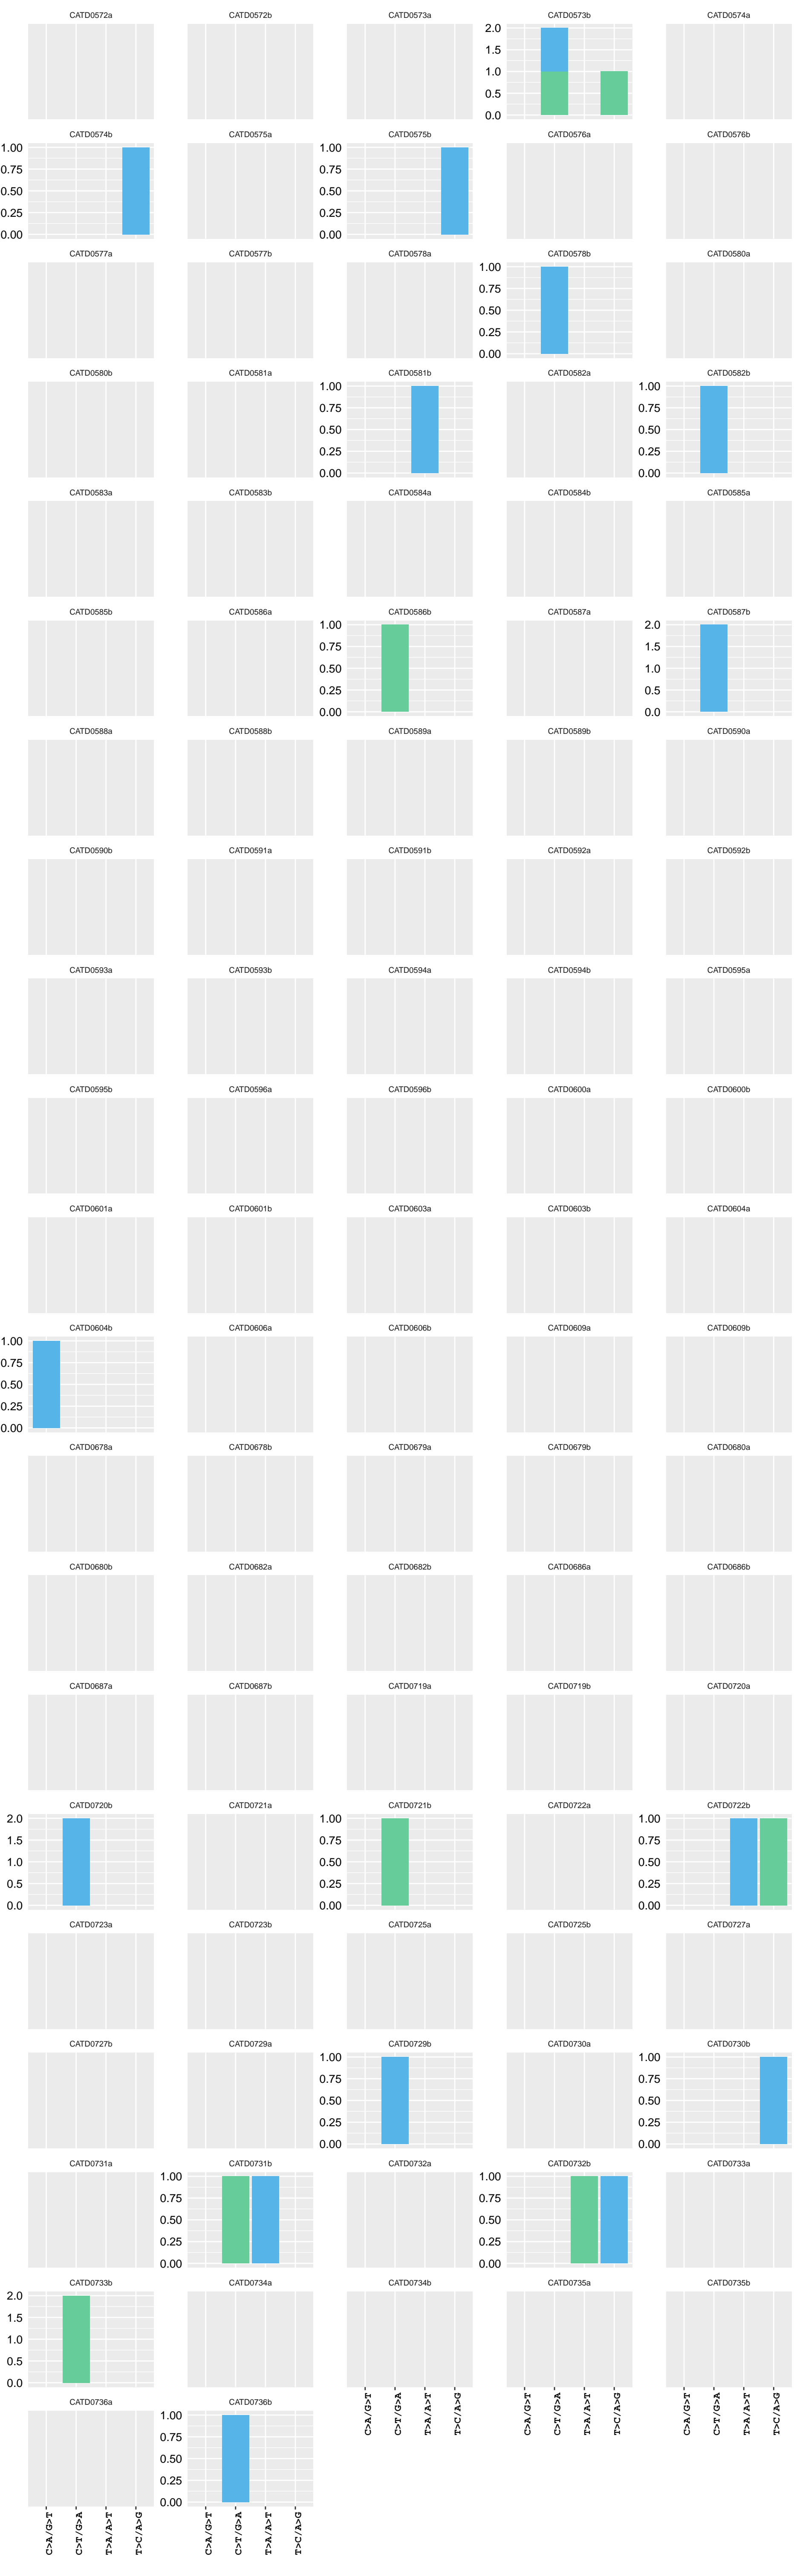 CATD0572a CATD0572b CATD0573a CATD0573b CATD0574a
2.0
1.5
1.0
0.5
0.0
CATD0574b CATD0575a CATD0575b CATD0576a CATD0576b
1.00 1.00
0.75 0.75
0.50 0.50
0.25 0.25
0.00 0.00
CATD0577a CATD0577b CATD0578a CATD0578b CATD0580a
1.00
0.75
0.50
0.25
0.00
CATD0580b CATD0581a CATD0581b CATD0582a CATD0582b
1.00 1.00
0.75 0.75
0.50 0.50
0.25 0.25
0.00 0.00
CATD0583a CATD0583b CATD0584a CATD0584b CATD0585a
CATD0585b CATD0586a CATD0586b CATD0587a CATD0587b
1.00 2.0
0.75 1.5
0.50 1.0
0.25 0.5
0.00 0.0
CATD0588a CATD0588b CATD0589a CATD0589b CATD0590a
CATD0590b CATD0591a CATD0591b CATD0592a CATD0592b
CATD0593a CATD0593b CATD0594a CATD0594b CATD0595a
CATD0595b CATD0596a CATD0596b CATD0600a CATD0600b
CATD0601a CATD0601b CATD0603a CATD0603b CATD0604a
CATD0604b CATD0606a CATD0606b CATD0609a CATD0609b
1.00
0.75
0.50
0.25
0.00
CATD0678a CATD0678b CATD0679a CATD0679b CATD0680a
CATD0680b CATD0682a CATD0682b CATD0686a CATD0686b
CATD0687a CATD0687b CATD0719a CATD0719b CATD0720a
CATD0720b CATD0721a CATD0721b CATD0722a CATD0722b
2.0 1.00 1.00
1.5 0.75 0.75
1.0 0.50 0.50
0.5 0.25 0.25
0.0 0.00 0.00
CATD0723a CATD0723b CATD0725a CATD0725b CATD0727a
CATD0727b CATD0729a CATD0729b CATD0730a CATD0730b
1.00 1.00
0.75 0.75
0.50 0.50
0.25 0.25
0.00 0.00
CATD0731a CATD0731b CATD0732a CATD0732b CATD0733a
1.00 1.00
0.75 0.75
0.50 0.50
0.25 0.25
0.00 0.00
CATD0733b CATD0734a CATD0734b CATD0735a CATD0735b
2.0
1.5
1.0
0.5
0.0
C>A/G>T C>T/G>A T>A/A>T T>C/A>G C>A/G>T C>T/G>A T>A/A>T T>C/A>G C>A/G>T C>T/G>A T>A/A>T T>C/A>G
CATD0736a CATD0736b
1.00
0.75
0.50
0.25
0.00
C>A/G>T C>T/G>A T>A/A>T T>C/A>G C>A/G>T C>T/G>A T>A/A>T T>C/A>G